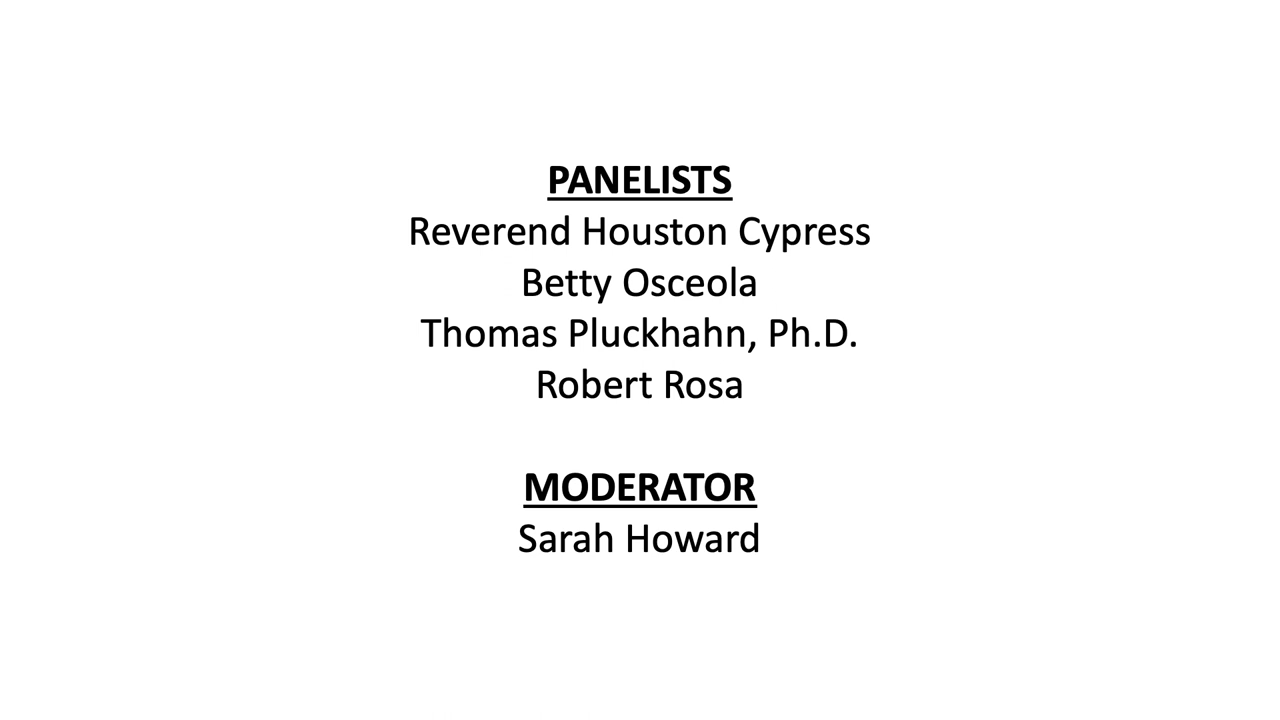 PANELISTS
Reverend Houston Cypress
Betty Osceola
Thomas Pluckhahn, Ph.D.
Robert Rosa
MODERATOR
Sarah Howard